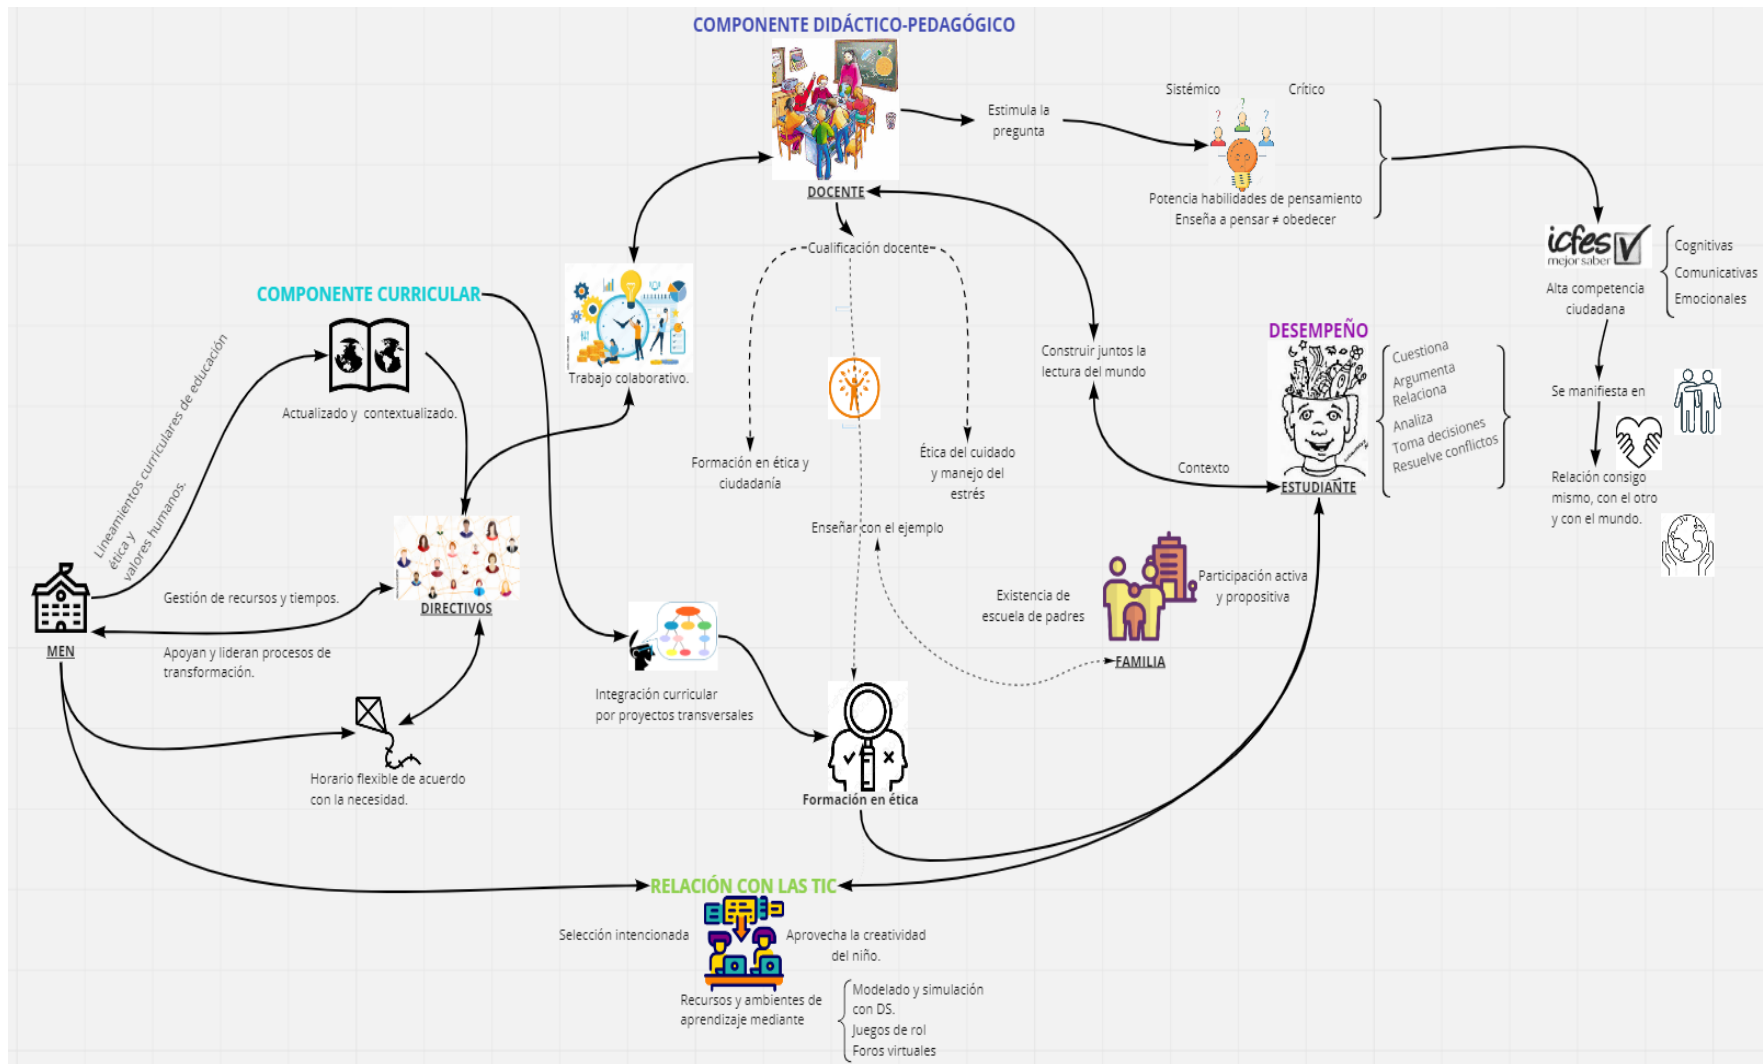 COMPONENTE DIDÁCTICO-PEDAGÓGICO
DOCENTE
Estimula la
pregunta
Sistémico
Crítico
Potencia habilidades de pensamiento
Enseña a pensar ≠ obedecer
icfes
mejor saber
Alta competencia
ciudadana
Cognitivas
Comunicativas
Emocionales
Se manifiesta en
Relación consigo
mismo, con el otro
y con el mundo.
Cualificación docente
Formación en ética y
ciudadanía
Ética del cuidado
y manejo del
estrés
Enseñar con el ejemplo
Construir juntos la
lectura del mundo
Contexto
DESEMPEÑO
ESTUDIANTE
Cuestiona
Argumenta
Relaciona
Analiza
Toma decisiones
Resuelve conflictos
COMPONENTE CURRICULAR
Actualizado y contextualizado.
Trabajo colaborativo.
Lineamientos curriculares de educación
ética y
valores humanos.
MEN
Gestión de recursos y tiempos.
Apoyan y lideran procesos de
transformación.
DIRECTIVOS
Horario flexible de acuerdo
con la necesidad.
Integración curricular
por proyectos transversales
Formación en ética
Existencia de
escuela de padres
Participación activa
y propositiva
FAMILIA
RELACIÓN CON LAS TIC
Selección intencionada
Aprovecha la creatividad
del niño.
Recursos y ambientes de
aprendizaje mediante
Modelado y simulación
con DS.
Juegos de rol
Foros virtuales